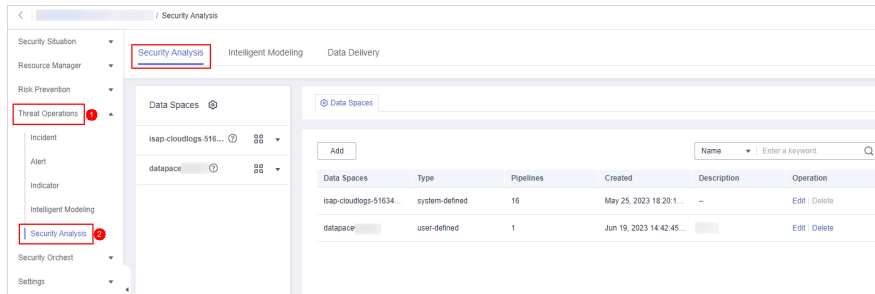 / Security Analysis
Security Situation
Resource Manager
Risk Prevention
Threat Operations 1
Incident
Alert
Indicator
Intelligent Modeling
Security Analysis 2
Security Orchest
Settings
Security Analysis Intelligent Modeling Data Delivery
Data Spaces
isap-cloudlogs-516...
datapace
Data Spaces
Add
Name Enter a keyword.
Data Spaces Type Pipelines Created Description Operation
isap-cloudlogs-51634... system-defined 16 May 25, 2023 18:20:1... -- Edit Delete
datapace user-defined 1 Jun 19, 2023 14:42:45... Edit Delete